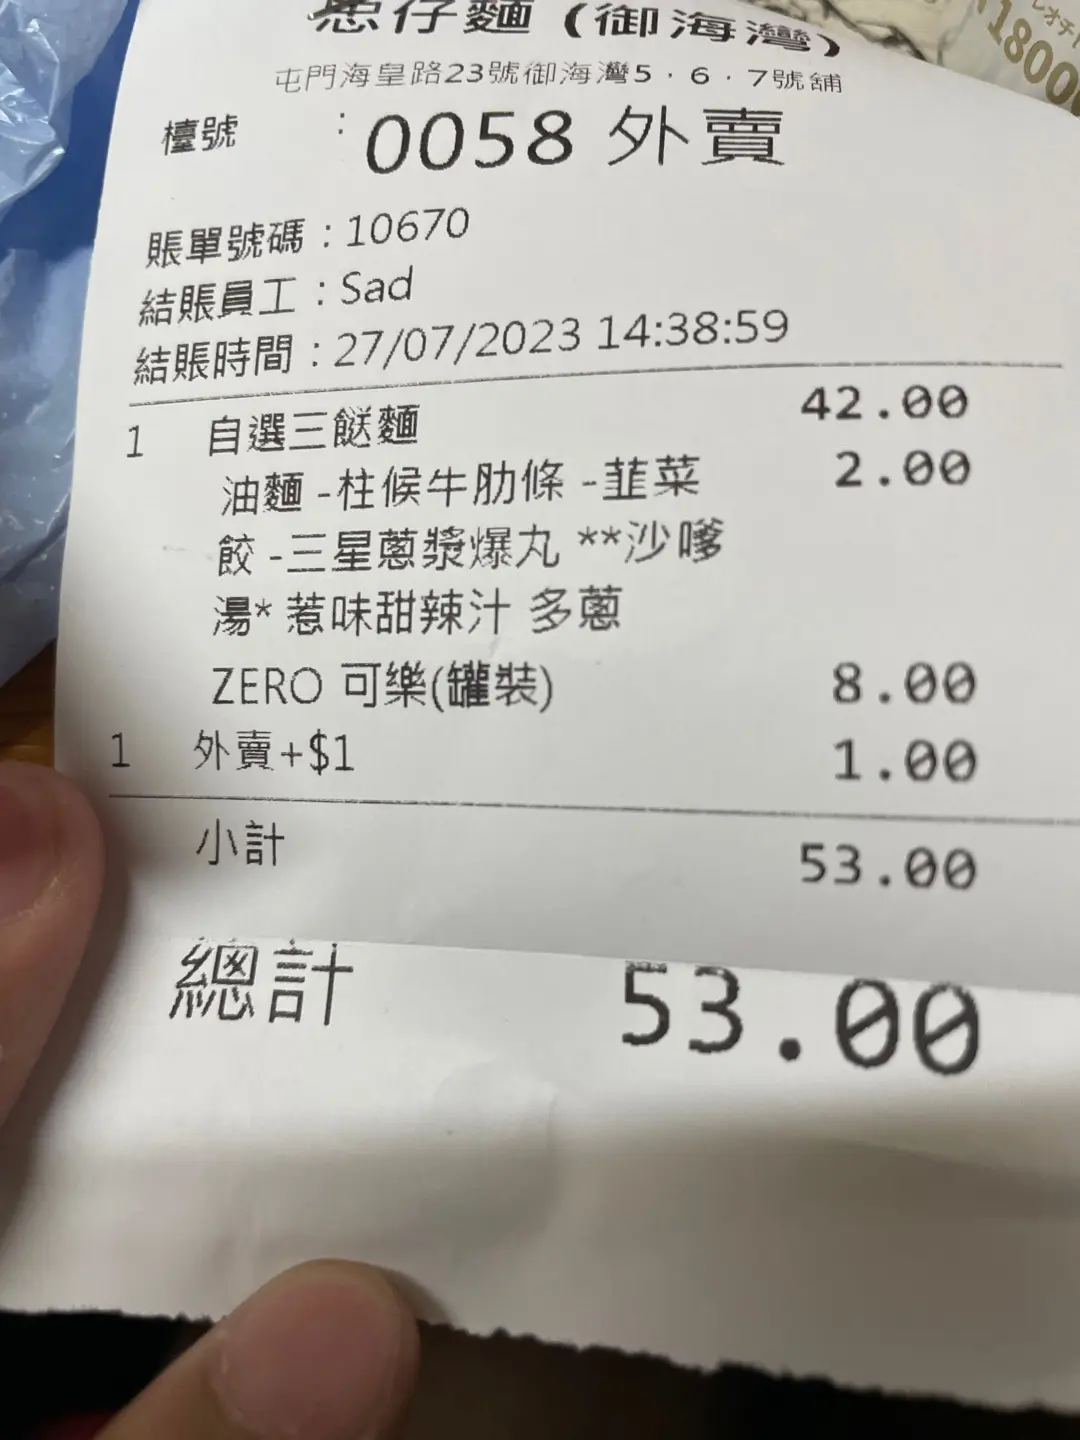 仔麵(御海灣)
屯門海皇路23號御海灣5﹐6﹐7號舖
檯號 : 0058 外賣
賬單號碼 : 10670
結賬員工 : Sad
結賬時間 : 27/07/2023 14:38:59
1 自選三餸麵 42.00
油麵 -柱候牛肋條 -韮菜 2.00
餃 -三星蔥漿爆丸 **沙嗲
湯* 惹味甜辣汁 多蔥
ZERO 可樂(罐裝) 8.00
1 外賣+$1 1.00
小計 53.00
總計 53.00